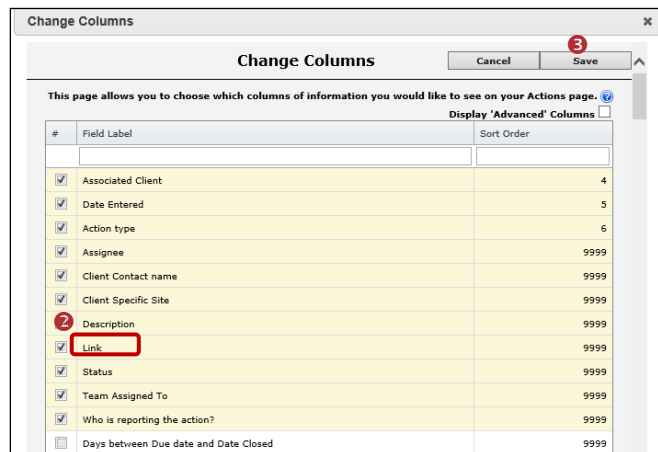 Change Columns ×
3
Change Columns Cancel Save
This page allows you to choose which columns of information you would like to see on your Actions page. ?
Display 'Advanced' Columns
# Field Label Sort Order
Associated Client 4
Date Entered 5
Action type 6
Assignee 9999
Client Contact name 9999
Client Specific Site 9999
2 Description 9999
Link 9999
Status 9999
Team Assigned To 9999
Who is reporting the action? 9999
Days between Due date and Date Closed 9999